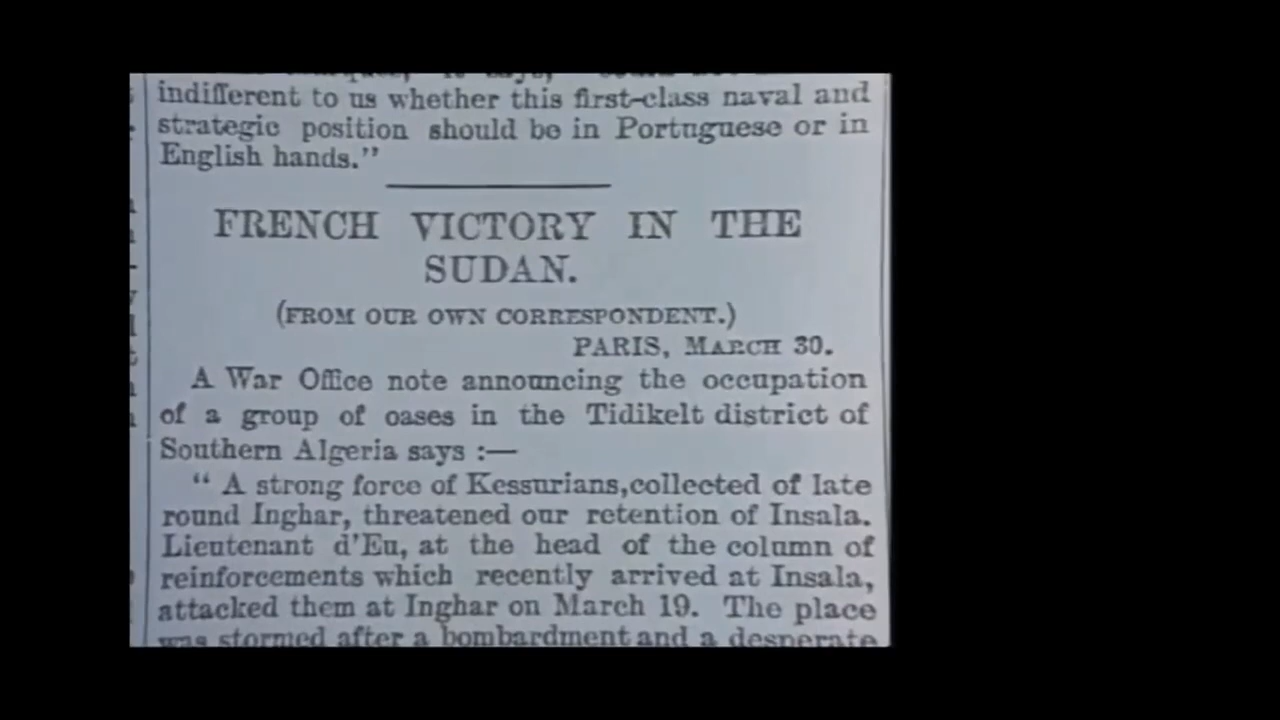 indifferent to us whether this first-class naval and
strategic position should be in Portuguese or in
English hands."
FRENCH VICTORY IN THE
SUDAN.
(FROM OUR OWN CORRESPONDENT.)
PARIS, MARCH 30.
A War Office note announcing the occupation
of a group of oases in the Tidikelt district of
Southern Algeria says :—
" A strong force of Kessurians, collected of late
round Inghar, threatened our retention of Insala.
Lieutenant d'Eu, at the head of the column of
reinforcements which recently arrived at Insala,
attacked them at Inghar on March 19. The place
was stormed after a bombardment and a desperate